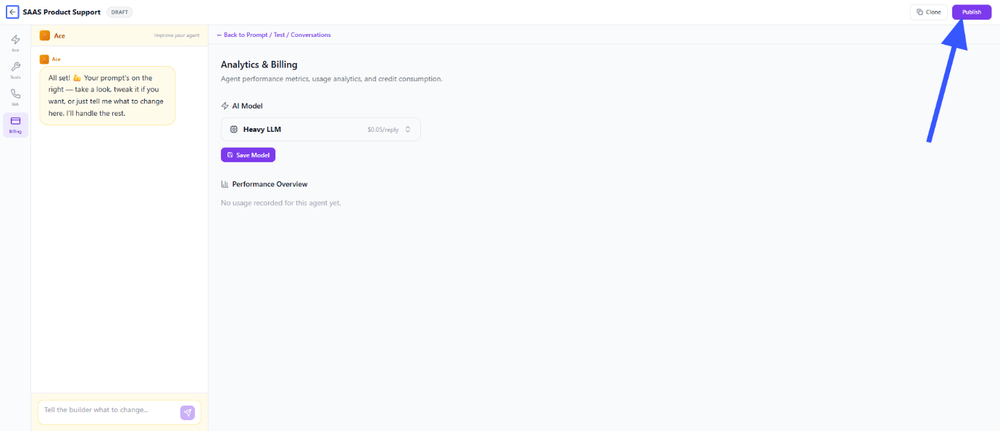 SAAS Product Support
DRAFT
Clone
Publish
Ace
Tools
WA
Billing
Ace
Improve your agent
Ace
All set! 💪 Your prompt's on the
right — take a look, tweak it if you
want, or just tell me what to change
here. I'll handle the rest.
Tell the builder what to change...
← Back to Prompt / Test / Conversations
Analytics & Billing
Agent performance metrics, usage analytics, and credit consumption.
AI Model
Heavy LLM
$0.05/reply
Save Model
Performance Overview
No usage recorded for this agent yet.